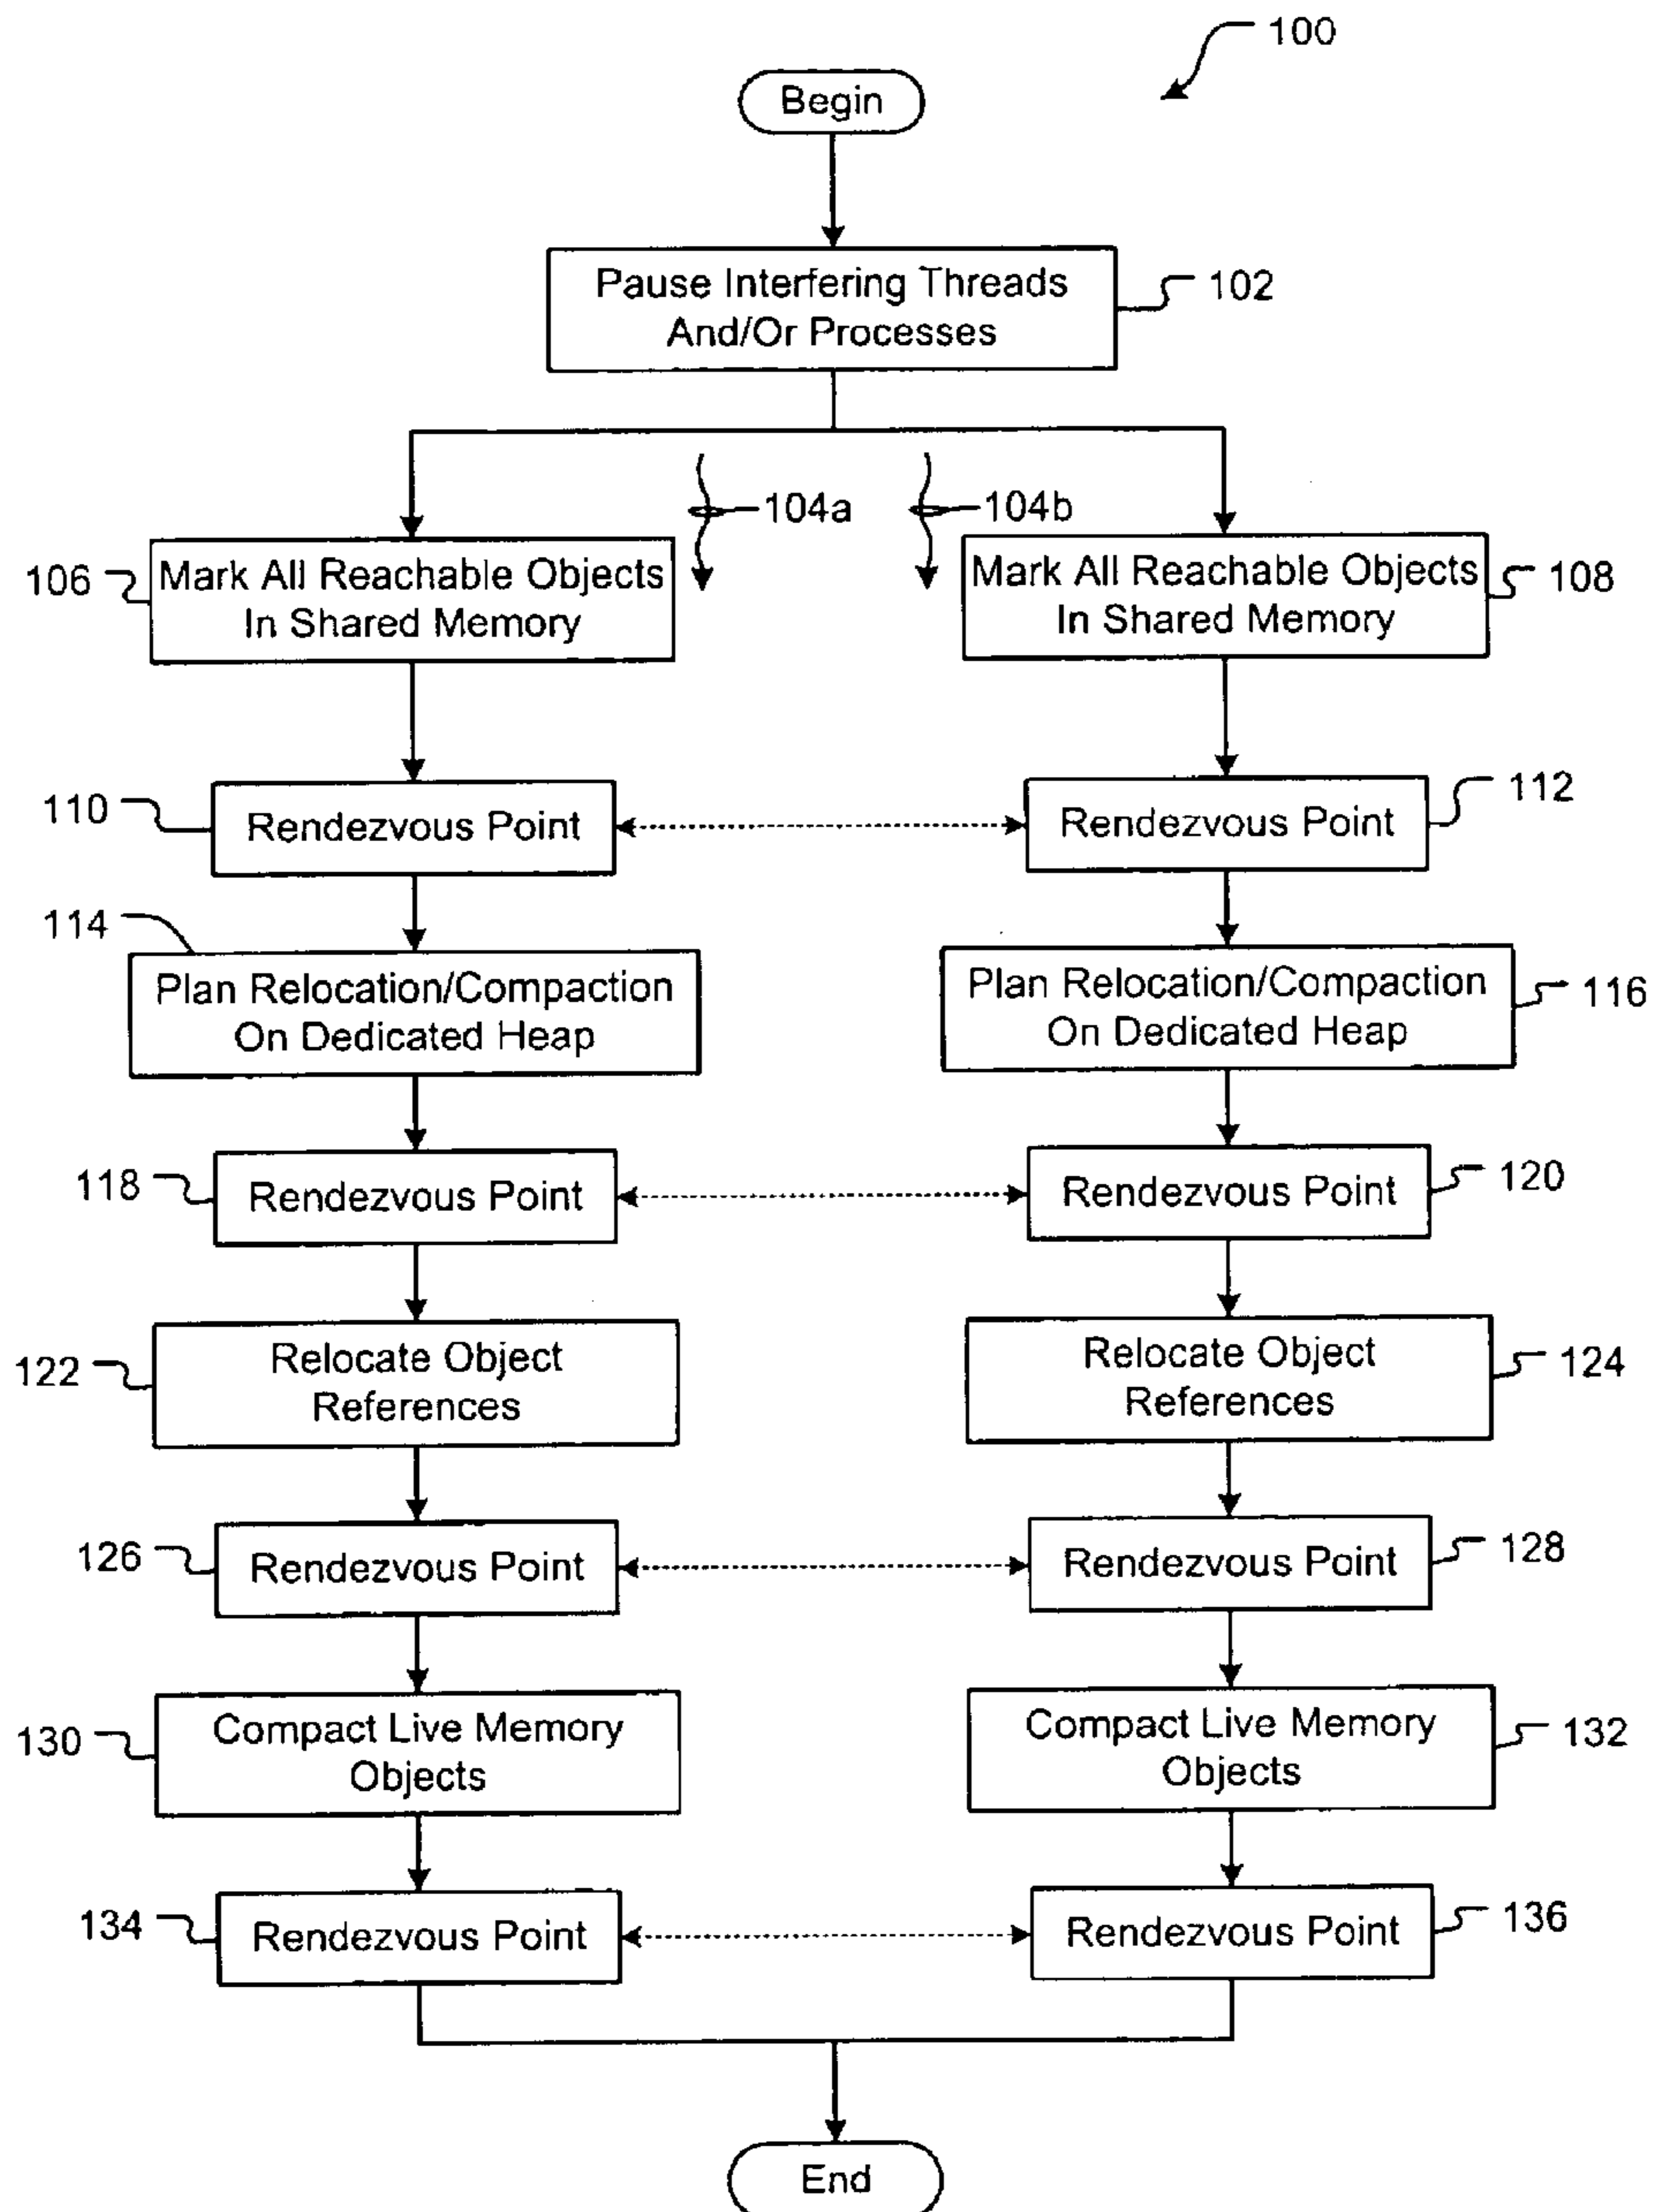 100
Begin
Pause Interfering Threads
And/Or Processes
102
104a
104b
106
Mark All Reachable Objects
In Shared Memory
Mark All Reachable Objects
In Shared Memory
108
110
Rendezvous Point
Rendezvous Point
112
114
Plan Relocation/Compaction
On Dedicated Heap
Plan Relocation/Compaction
On Dedicated Heap
116
118
Rendezvous Point
Rendezvous Point
120
122
Relocate Object
References
Relocate Object
References
124
126
Rendezvous Point
Rendezvous Point
128
130
Compact Live Memory
Objects
Compact Live Memory
Objects
132
134
Rendezvous Point
Rendezvous Point
136
End